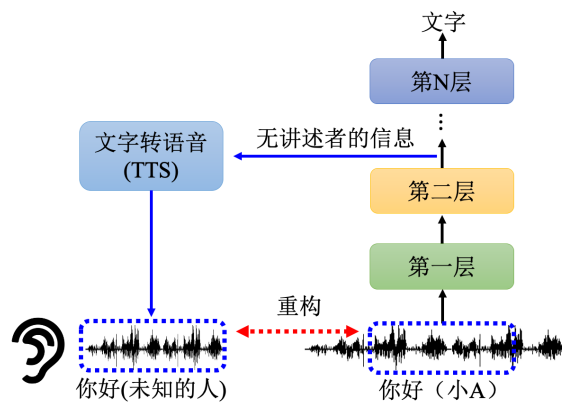 文字
第N层
⋮
文字转语音
(TTS)
无讲述者的信息
第二层
第一层
重构
你好(未知的人)
你好（小A）